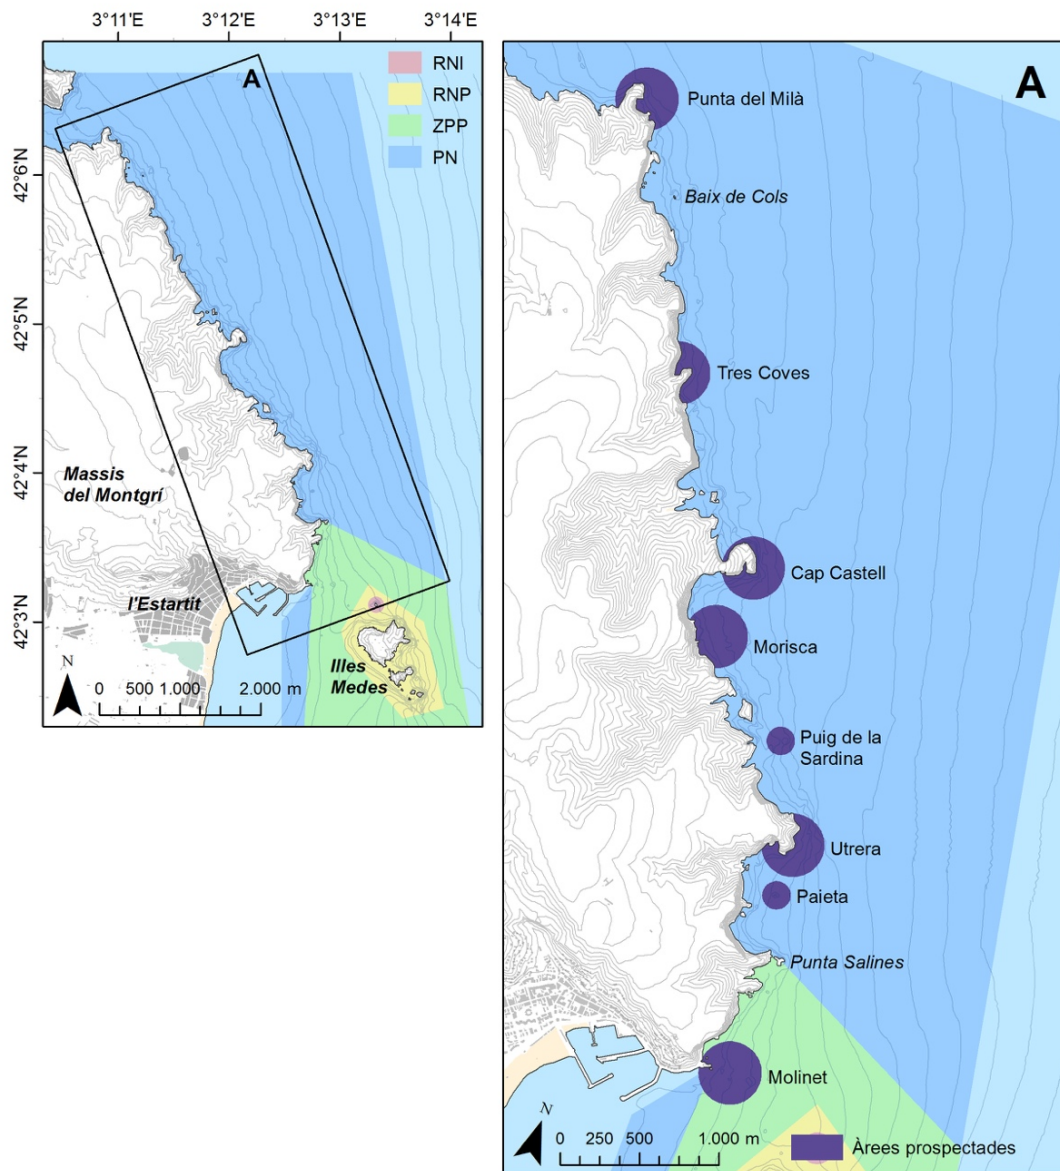 3°11'E 3°12'E 3°13'E 3°14'E
A
RNI
RNP
ZPP
PN
42°6'N
42°5'N
42°4'N
42°3'N
Massis
del Montgrí
l'Estartit
Illes
Medes
N
0 500 1.000 2.000 m
A
Punta del Milà
Baix de Cols
Tres Coves
Cap Castell
Morisca
Puig de la
Sardina
Utrera
Paieta
Punta Salines
Molinet
N
0 250 500 1.000 m
Àrees prospectades